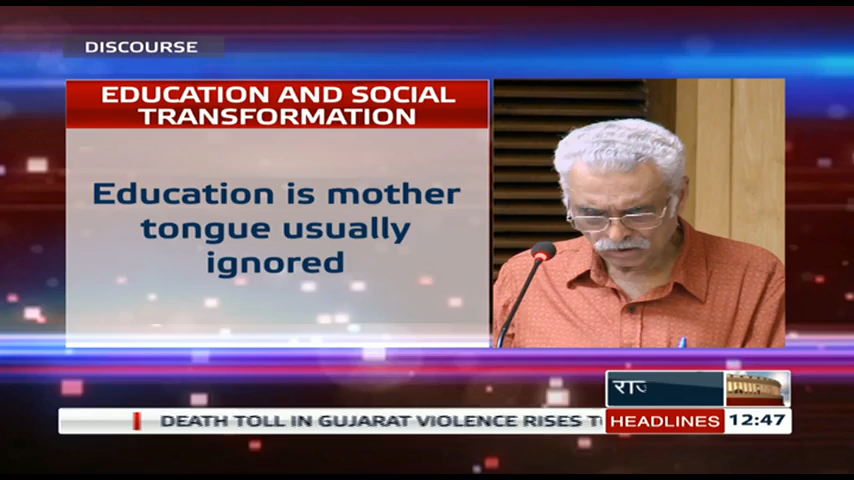 DISCOURSE
EDUCATION AND SOCIAL
TRANSFORMATION
Education is mother
tongue usually
ignored
DEATH TOLL IN GUJARAT VIOLENCE RISES
HEADLINES
12:47